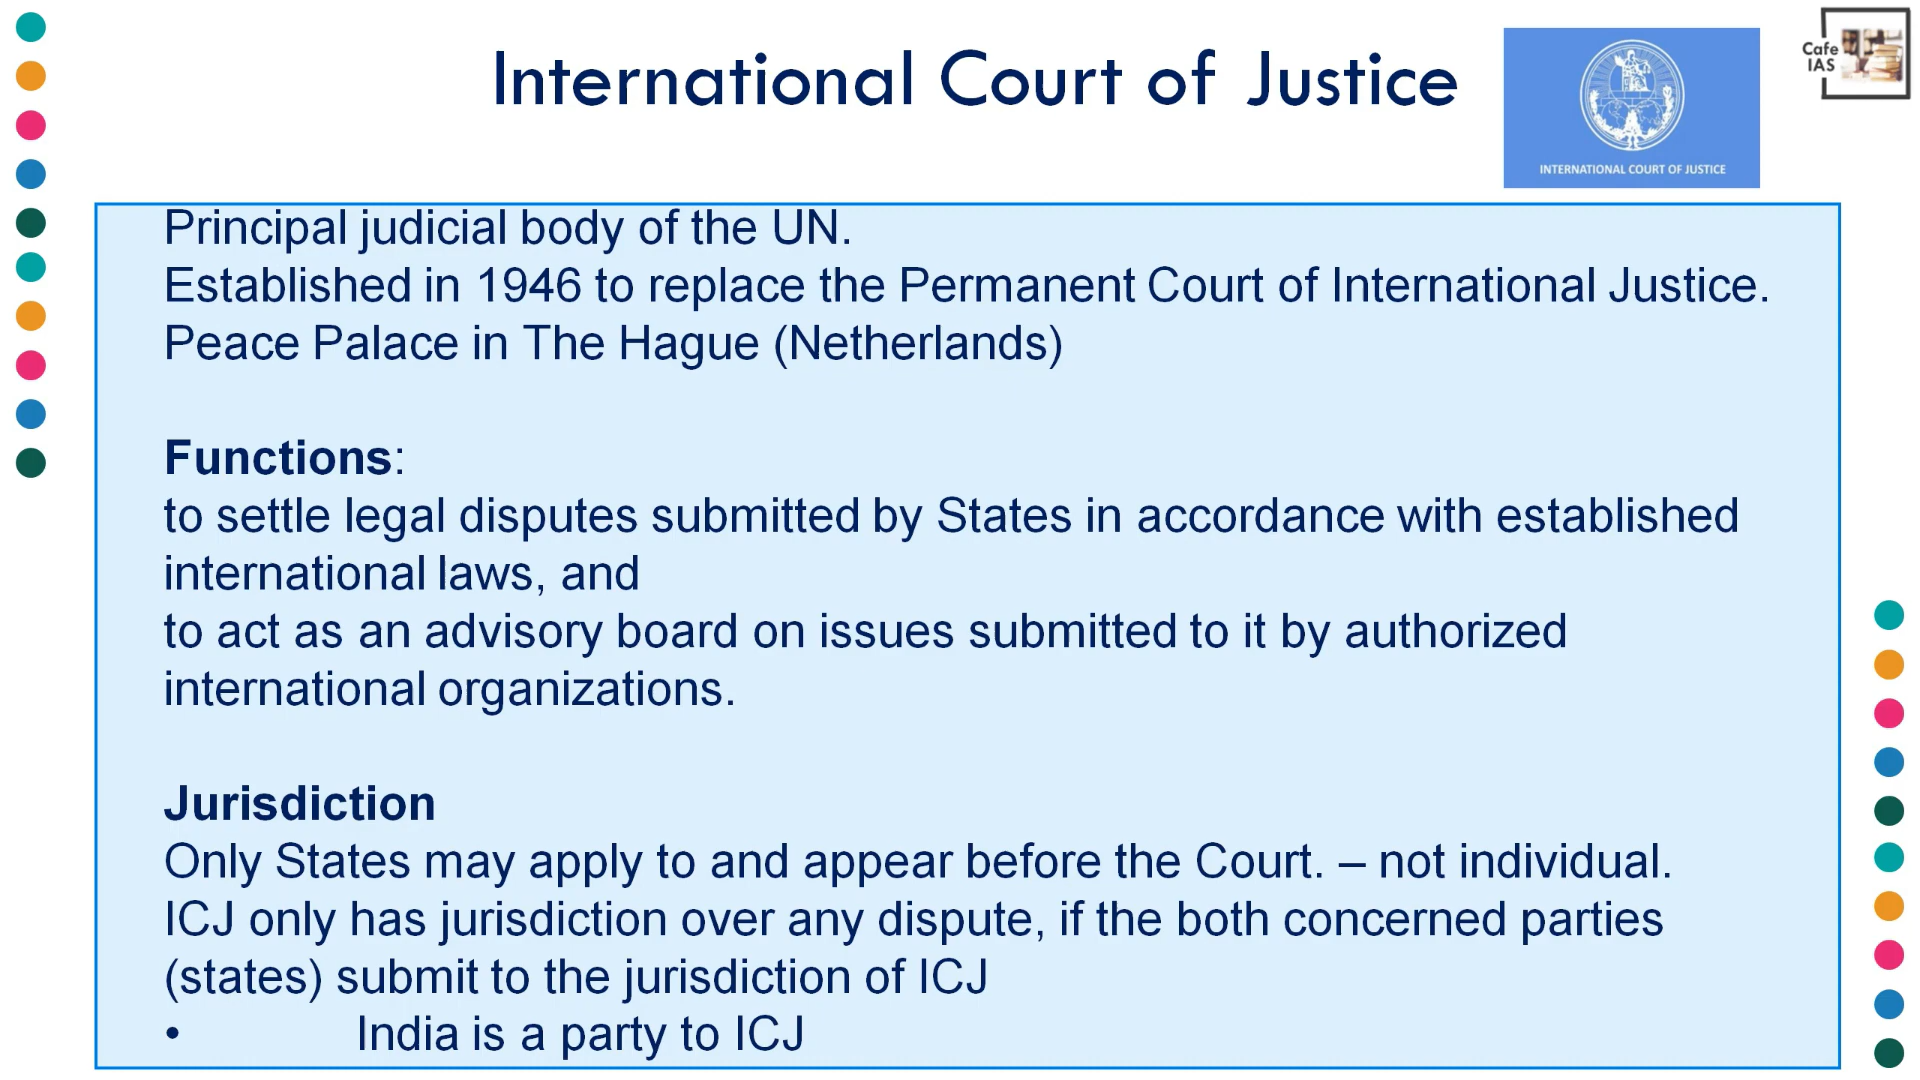 International Court of Justice
INTERNATIONAL COURT OF JUSTICE
Cafe
IAS
Principal judicial body of the UN.
Established in 1946 to replace the Permanent Court of International Justice.
Peace Palace in The Hague (Netherlands)
Functions:
to settle legal disputes submitted by States in accordance with established
international laws, and
to act as an advisory board on issues submitted to it by authorized
international organizations.
Jurisdiction
Only States may apply to and appear before the Court. – not individual.
ICJ only has jurisdiction over any dispute, if the both concerned parties
(states) submit to the jurisdiction of ICJ
• India is a party to ICJ